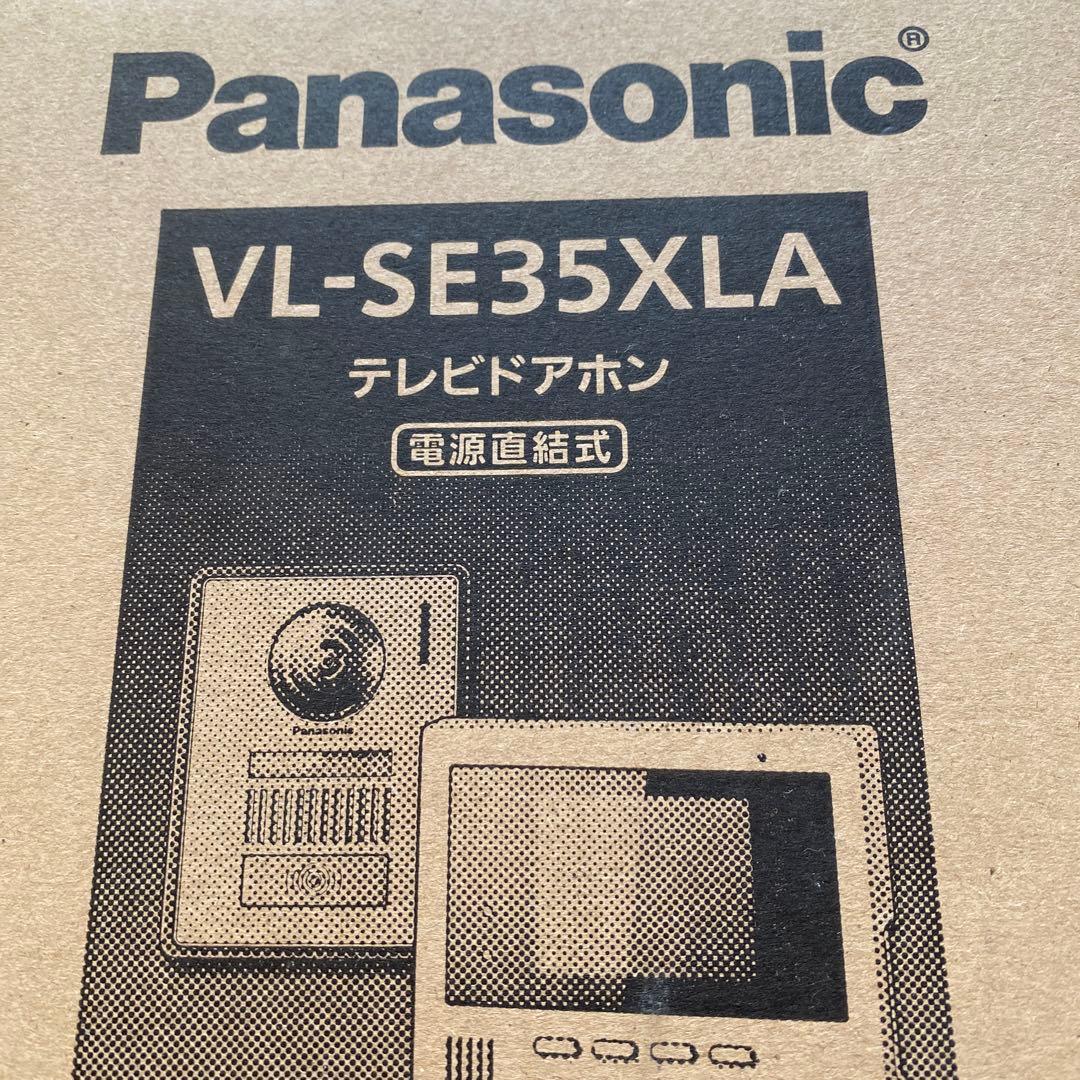 Panasonic®
VL-SE35XLA
テレビドアホン
電源直結式
Panasonic